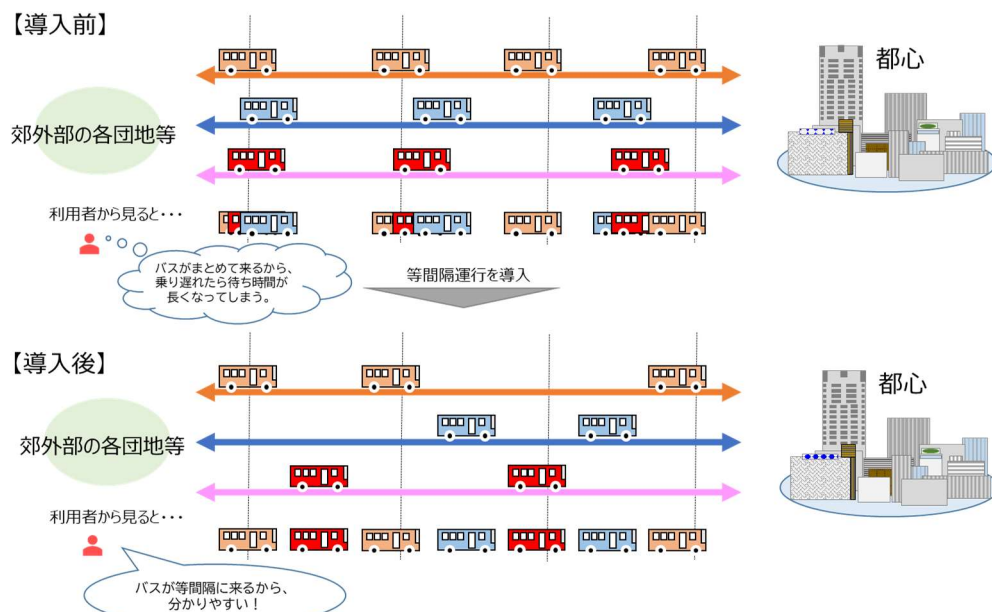 【導入前】
都心
郊外部の各団地等
利用者から見ると・・・
バスがまとめて来るから、
乗り遅れたら待ち時間が
長くなってしまう。
等間隔運行を導入
【導入後】
都心
郊外部の各団地等
利用者から見ると・・・
バスが等間隔に来るから、
分かりやすい！